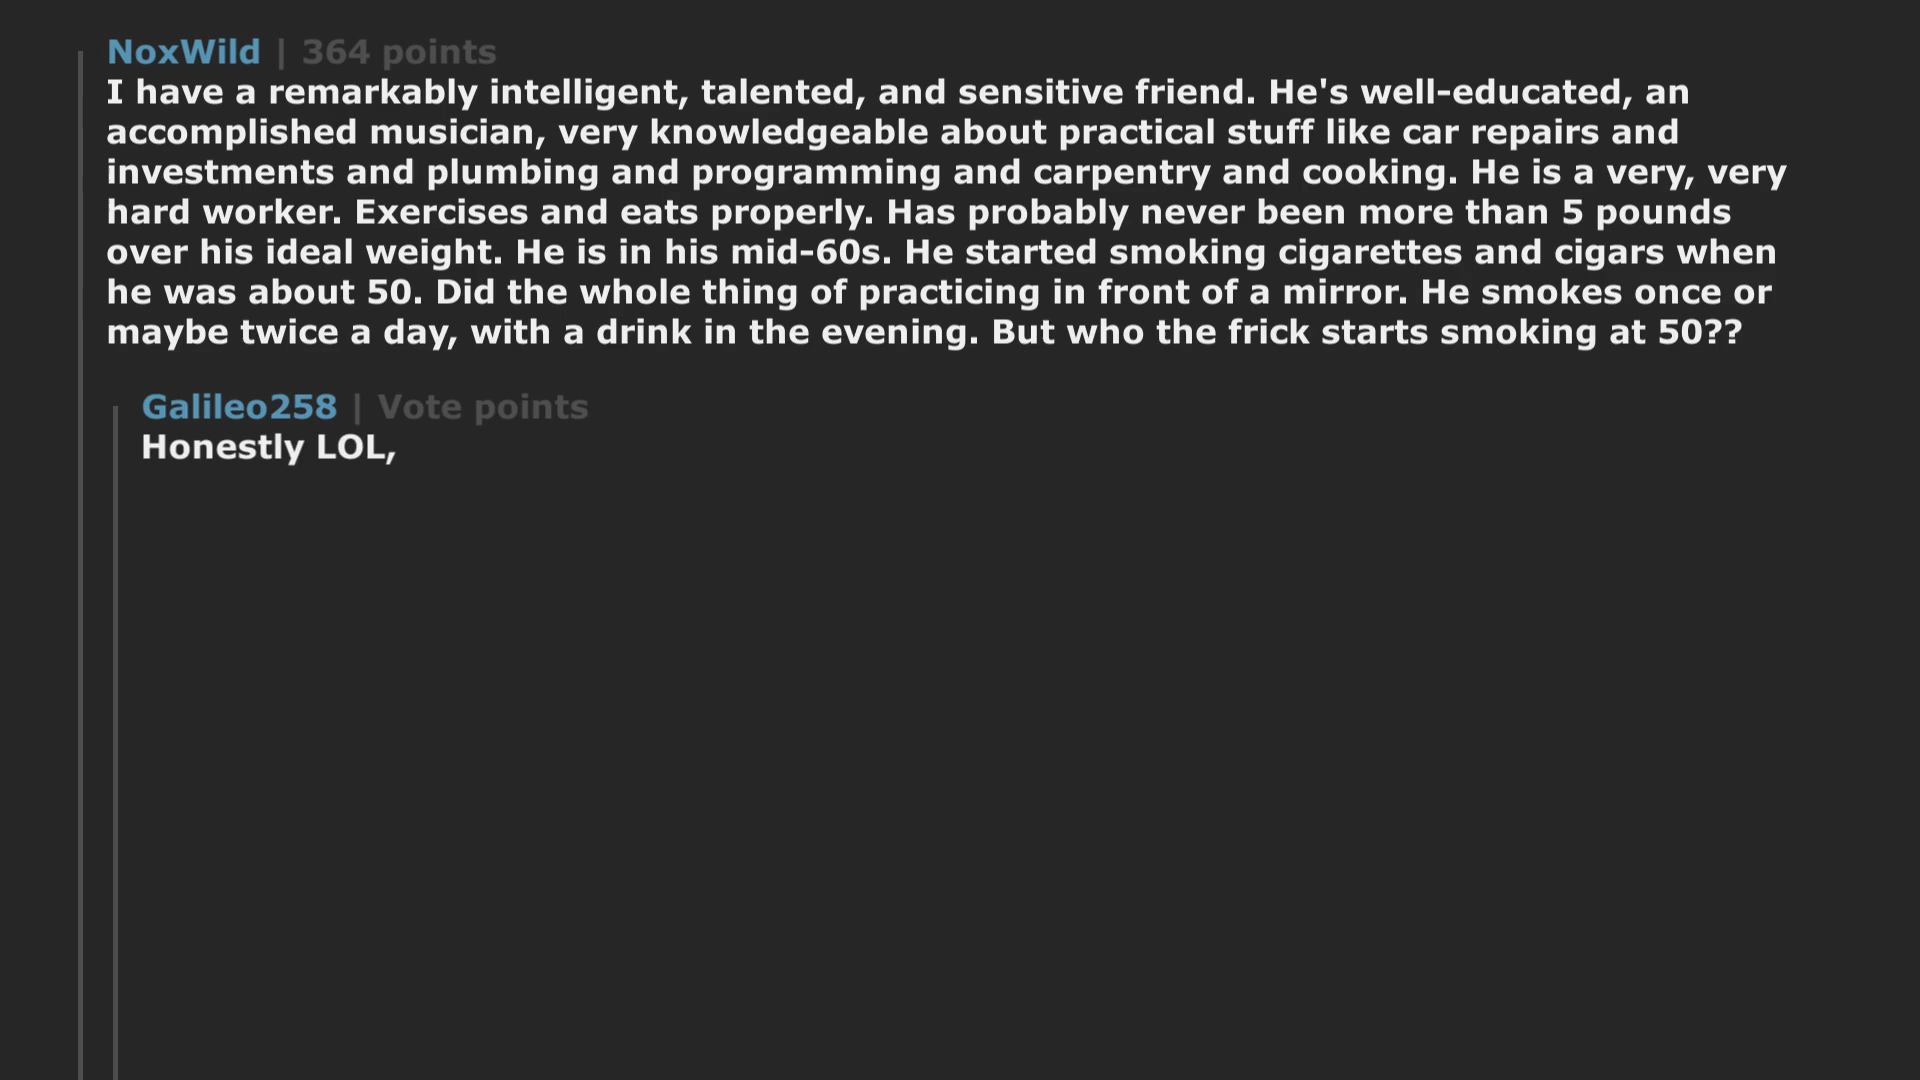 NoxWild | 364 points
I have a remarkably intelligent, talented, and sensitive friend. He's well-educated, an
accomplished musician, very knowledgeable about practical stuff like car repairs and
investments and plumbing and programming and carpentry and cooking. He is a very, very
hard worker. Exercises and eats properly. Has probably never been more than 5 pounds
over his ideal weight. He is in his mid-60s. He started smoking cigarettes and cigars when
he was about 50. Did the whole thing of practicing in front of a mirror. He smokes once or
maybe twice a day, with a drink in the evening. But who the frick starts smoking at 50??
Galileo258 | Vote points
Honestly LOL,